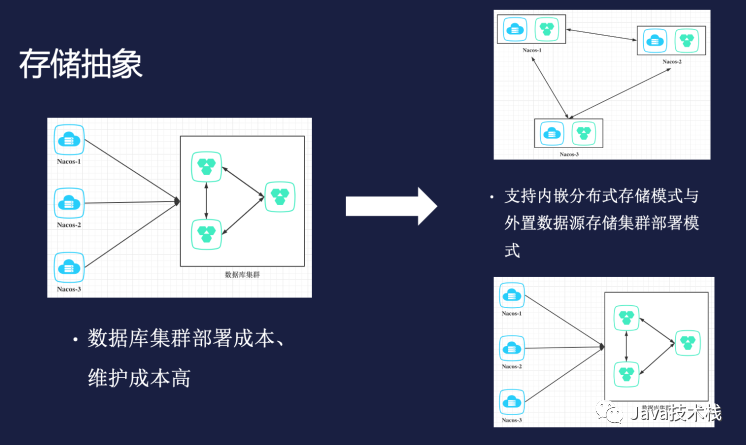 存储抽象
Nacos-1
Nacos-2
Nacos-3
数据库集群
• 数据库集群部署成本、
维护成本高
Nacos-1
Nacos-2
Nacos-3
• 支持内嵌分布式存储模式与
外置数据源存储集群部署模
式
Nacos-1
Nacos-2
Nacos-3
数据库集
Java技术栈